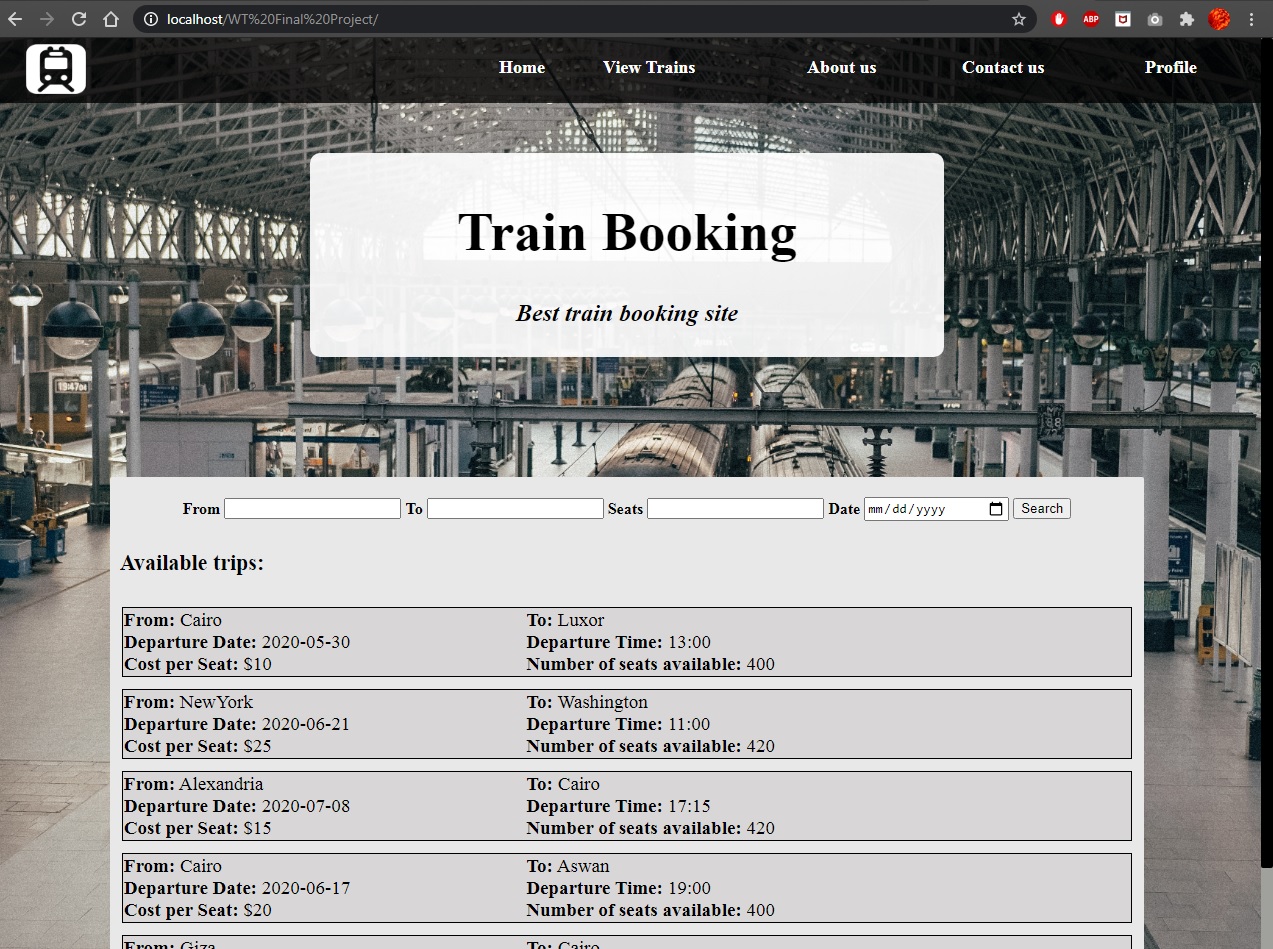 localhost/WT%20Final%20Project/
ABP
Home View Trains About us Contact us Profile
Train Booking
Best train booking site
19:47:04
From To Seats Date mm/dd/yyyy Search
Available trips:
From: Cairo To: Luxor
Departure Date: 2020-05-30 Departure Time: 13:00
Cost per Seat: $10 Number of seats available: 400
From: NewYork To: Washington
Departure Date: 2020-06-21 Departure Time: 11:00
Cost per Seat: $25 Number of seats available: 420
From: Alexandria To: Cairo
Departure Date: 2020-07-08 Departure Time: 17:15
Cost per Seat: $15 Number of seats available: 420
From: Cairo To: Aswan
Departure Date: 2020-06-17 Departure Time: 19:00
Cost per Seat: $20 Number of seats available: 400
From: Giza To: Cairo